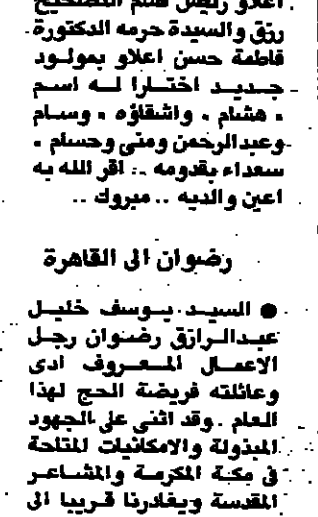 اعلاو رئيس قسم التصحيح
رزق والسيدة حرمه الدكتورة
فاطمة حسن اعلاو بمولود
جديد اختارا له اسم
« هشام » واشقاؤه « وسام
وعبدالرحمن ومنى وحسام »
سعداء بقدومه .. اقر الله به
اعين والديه .. مبروك ..
رضوان الى القاهرة
● السيد يوسف خليل
عبدالرازق رضوان رجل
الاعمال المعروف ادى
وعائلته فريضة الحج لهذا
العام . وقد اثنى على الجهود
المبذولة والامكانيات المتاحة
في مكة المكرمة والمشاعر
المقدسة ويغادرنا قريبا الى